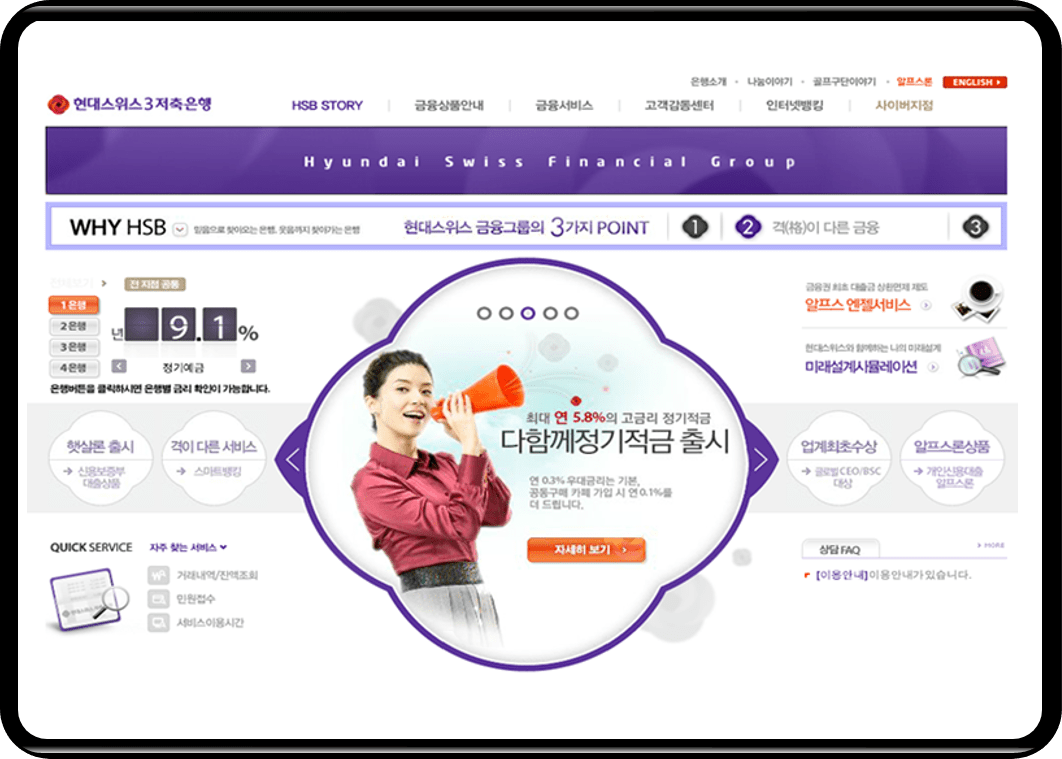 은행소개 나눔이야기 골프구단이야기 알프스론 ENGLISH
현대스위스3저축은행
HSB STORY 금융상품안내 금융서비스 고객감동센터 인터넷뱅킹 사이버지점
Hyundai Swiss Financial Group
WHY HSB 믿음으로 찾아오는 은행, 웃음까지 찾아가는 은행 현대스위스 금융그룹의 3가지 POINT 1 2 격(格)이 다른 금융 3
전 지점 공통
1은행
2은행
3은행
4은행
년 9.1%
정기예금
은행버튼을 클릭하시면 은행별 금리 확인이 가능합니다.
금융권 최초 대출금 상환면제 제도
알프스 엔젤서비스
현대스위스와 함께하는 나의 미래설계
미래설계시뮬레이션
햇살론 출시
신용보증부
대출상품
격이 다른 서비스
스마트뱅킹
최대 연 5.8%의 고금리 정기적금
다함께정기적금 출시
연 0.3% 우대금리는 기본,
공동구매 카페 가입 시 연 0.1%를
더 드립니다.
자세히 보기
업계최초수상
글로벌 CEO/BSC
대상
알프스론상품
개인신용대출
알프스론
QUICK SERVICE 자주 찾는 서비스
거래내역/잔액조회
민원접수
서비스이용시간
상담 FAQ MORE
[이용안내]이용안내가 있습니다.